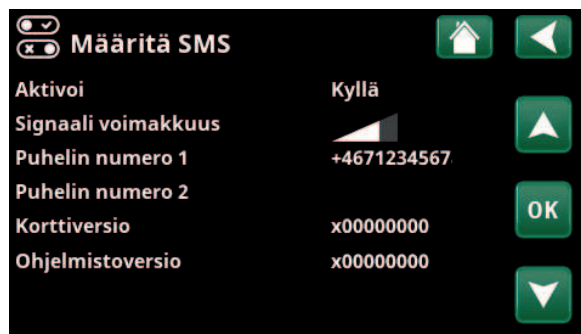 Määritä SMS
Aktivoi Kyllä
Signaali voimakkuus
Puhelin numero 1 +4671234567
Puhelin numero 2
Korttiversio x00000000
OK
Ohjelmistoversio x00000000